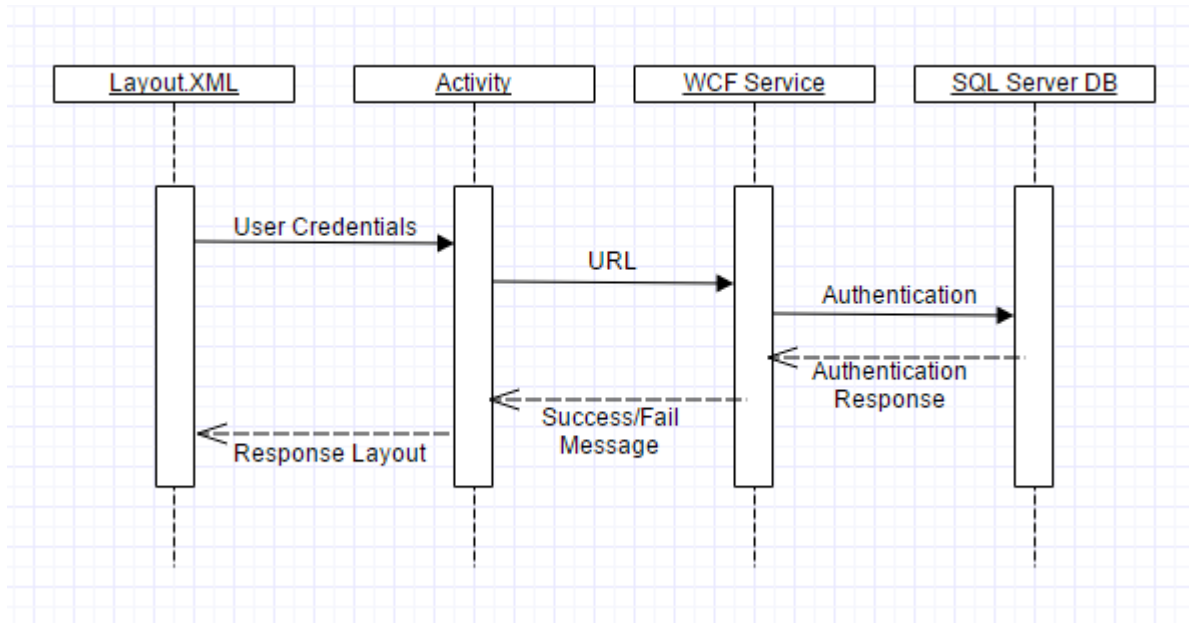 Layout.XML
Activity
WCF Service
SQL Server DB
User Credentials
URL
Authentication
Authentication
Response
Success/Fail
Message
Response Layout